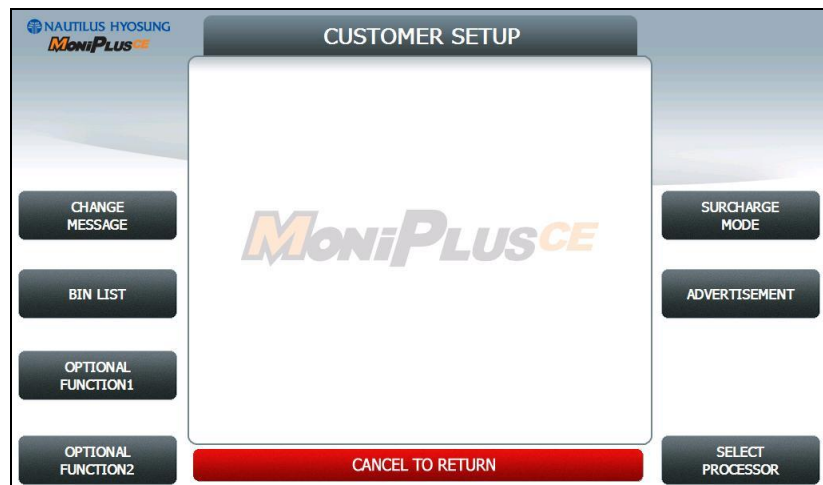 NAUTILUS HYOSUNG
MoniPlusCE
CUSTOMER SETUP
CHANGE
MESSAGE
BIN LIST
OPTIONAL
FUNCTION1
OPTIONAL
FUNCTION2
MoniPlusCE
SURCHARGE
MODE
ADVERTISEMENT
SELECT
PROCESSOR
CANCEL TO RETURN